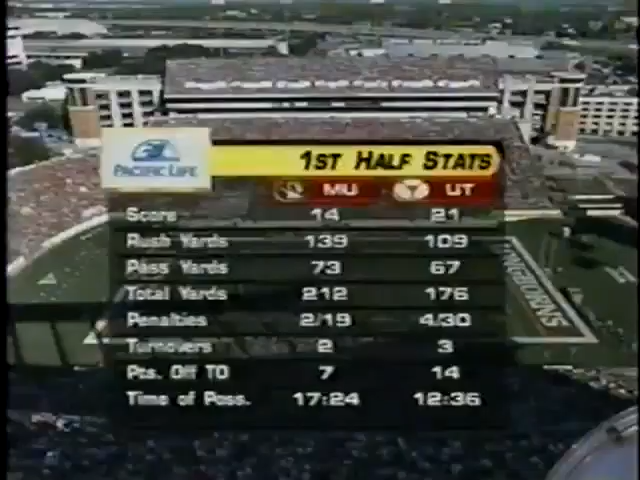 PACIFIC LIFE
1ST HALF STATS
MU UT
Score 14 21
Rush Yards 139 109
Pass Yards 73 67
Total Yards 212 176
Penalties 2/19 4/30
Turnovers 2 3
Pts. Off TO 7 14
Time of Poss. 17:24 12:36
LONGHORNS